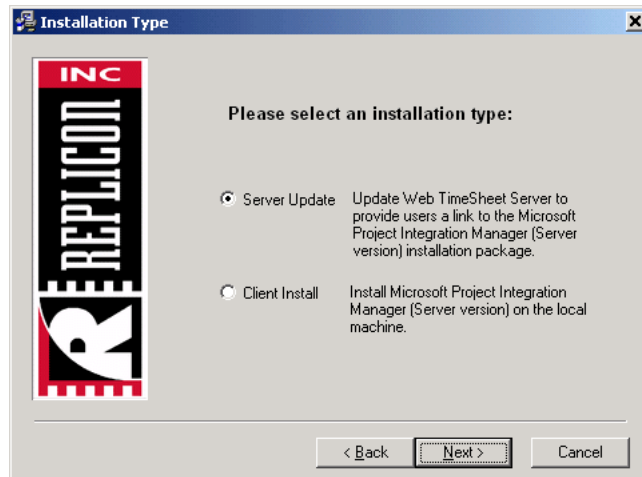 Installation Type
INC
REPLICON
R
Please select an installation type:
Server Update
Update Web TimeSheet Server to
provide users a link to the Microsoft
Project Integration Manager (Server
version) installation package.
Client Install
Install Microsoft Project Integration
Manager (Server version) on the local
machine.
< Back
Next >
Cancel